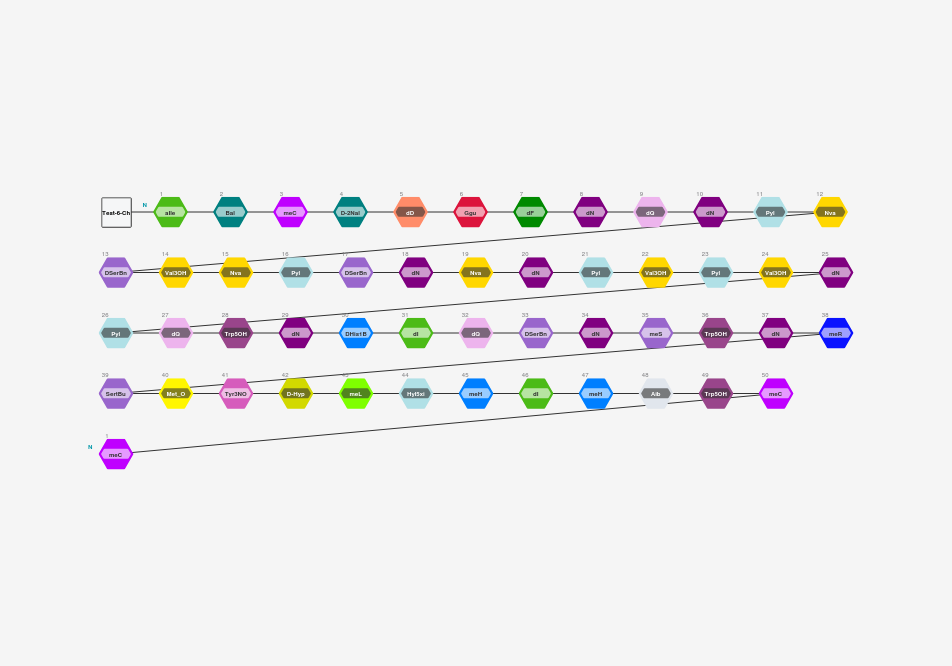 1 2 3 4 5 6 7 8 9 10 11 12
Test-6-Ch N aIle Bal meC D-2Nal dD Ggu dF dN dQ dN Pyl Nva
13 14 15 16 17 18 19 20 21 22 23 24 25
DSerBn Val3OH Nva Pyl DSerBn dN Nva dN Pyl Val3OH Pyl Val3OH dN
26 27 28 29 30 31 32 33 34 35 36 37 38
Pyl dQ Trp5OH dN DHis1B dI dQ DSerBn dN meS Trp5OH dN meR
39 40 41 42 43 44 45 46 47 48 49 50
SertBu Met_O Tyr3NO D-Hyp meL Hyl5xi meH dI meH Aib Trp5OH meC
1
N meC